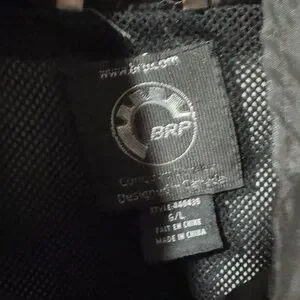 www.brp.com
BRP
Designed in Canada
G/L
FAIT EN CHINE
MADE IN CHINA